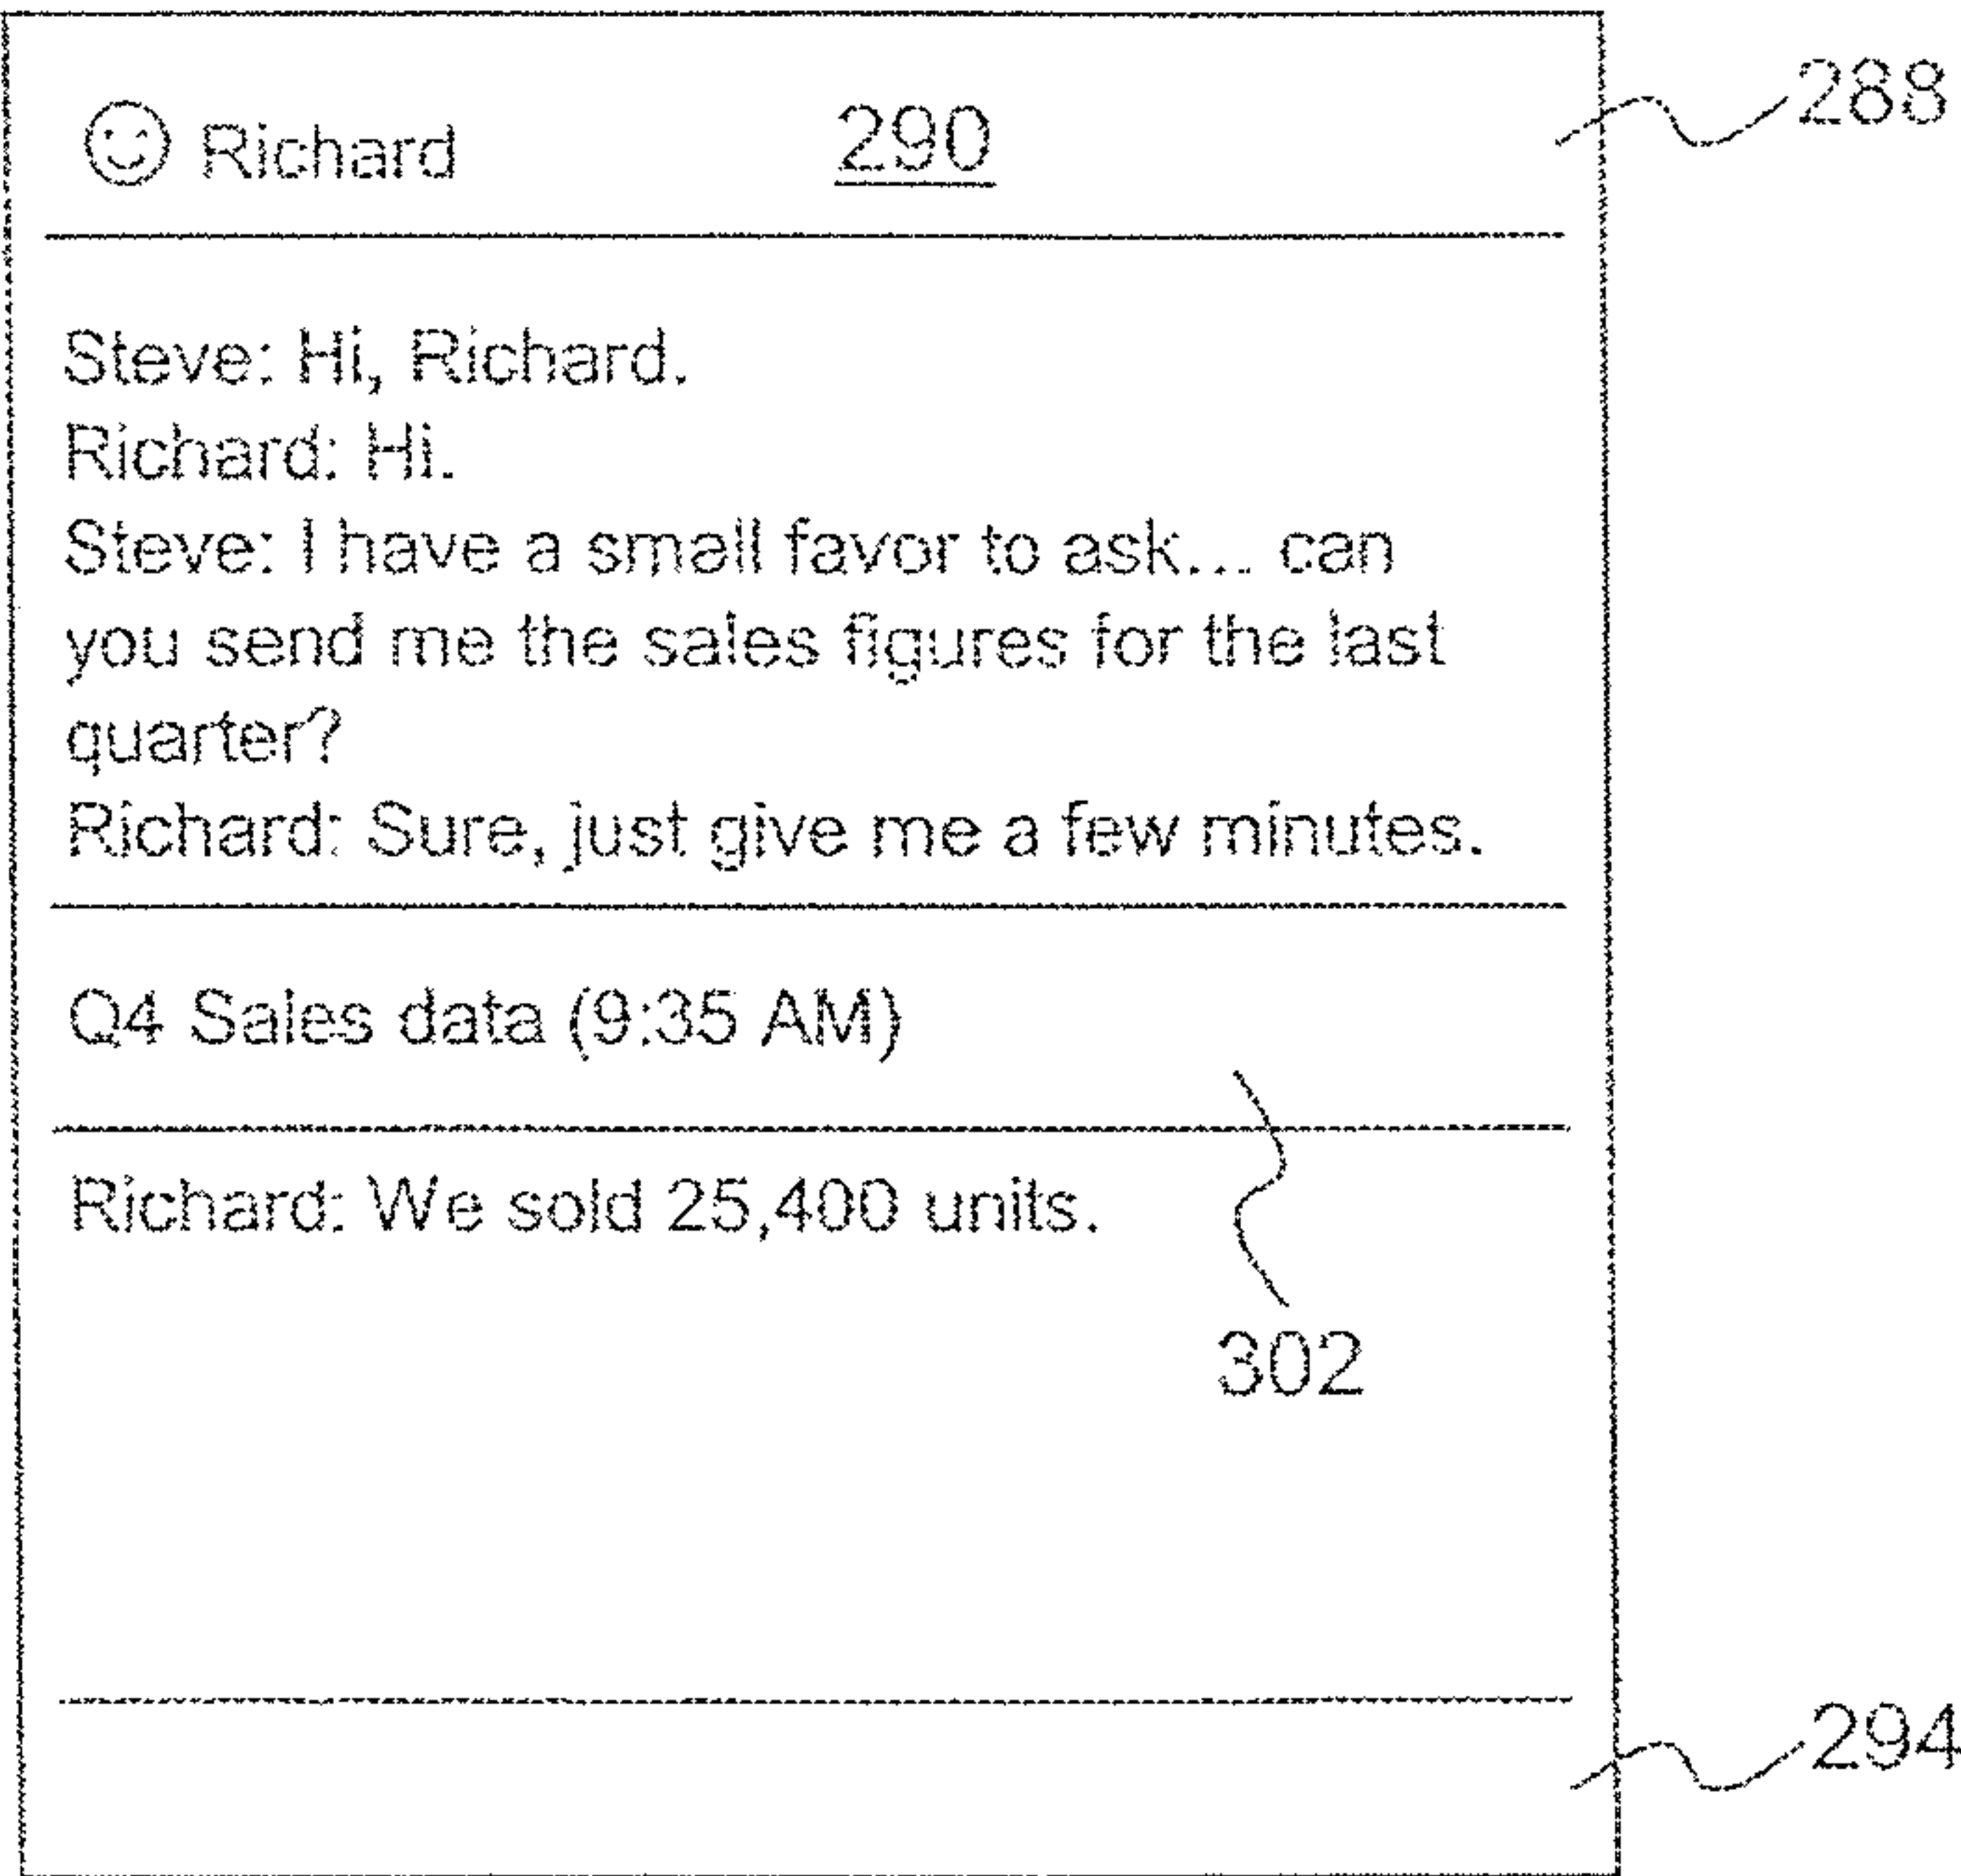 288
Richard 290
Steve: Hi, Richard.
Richard: Hi.
Steve: I have a small favor to ask... can
you send me the sales figures for the last
quarter?
Richard: Sure, just give me a few minutes.
Q4 Sales data (9:35 AM)
Richard: We sold 25,400 units.
302
294